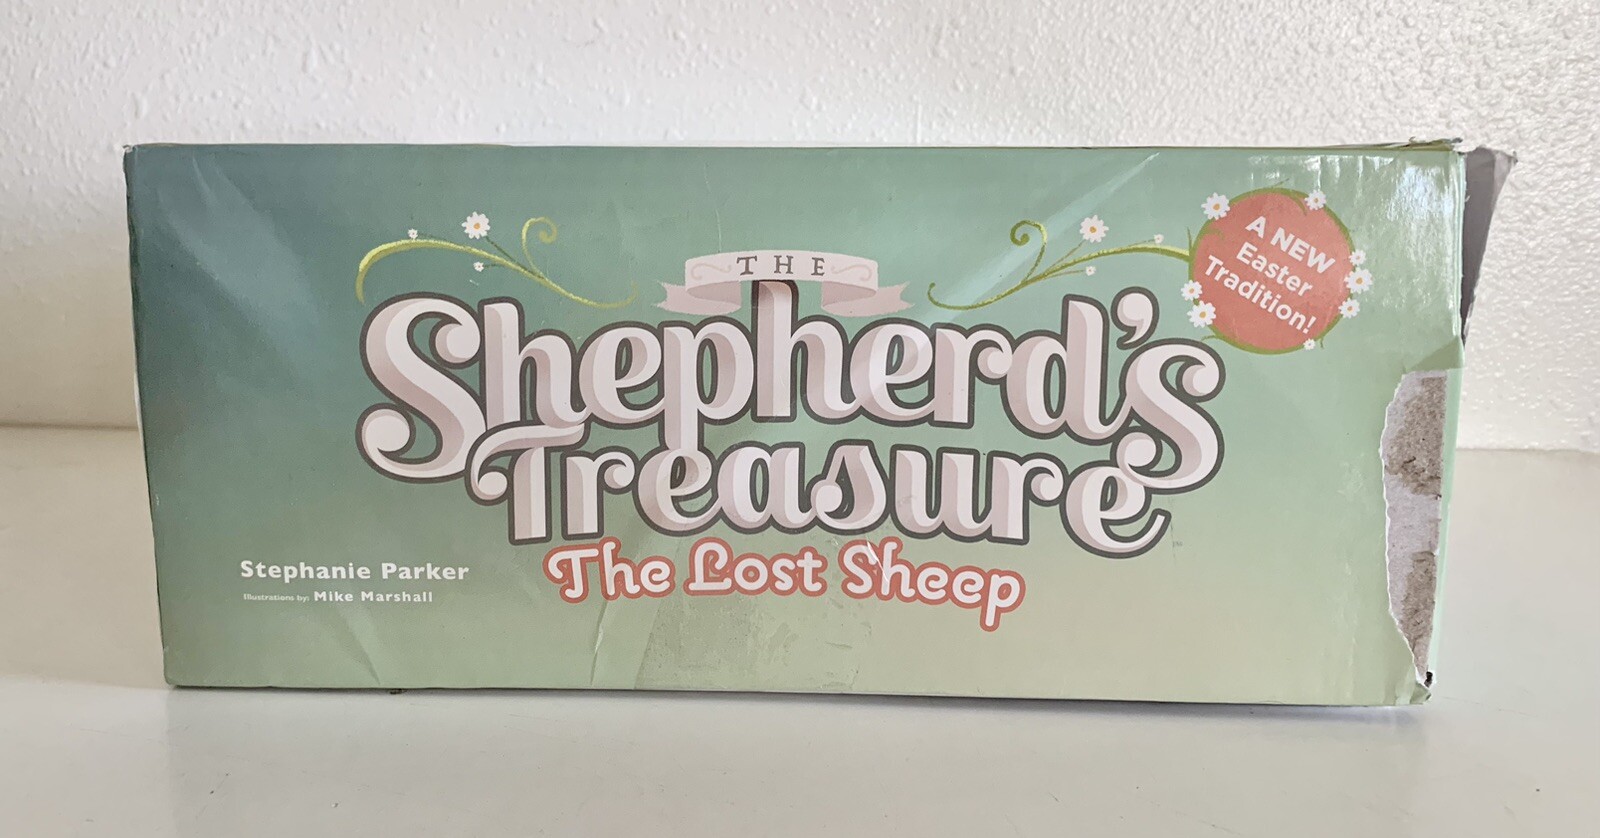 THE
Shepherd's
Treasure
The Lost Sheep
A NEW
Easter
Tradition!
Stephanie Parker
Illustrations by: Mike Marshall